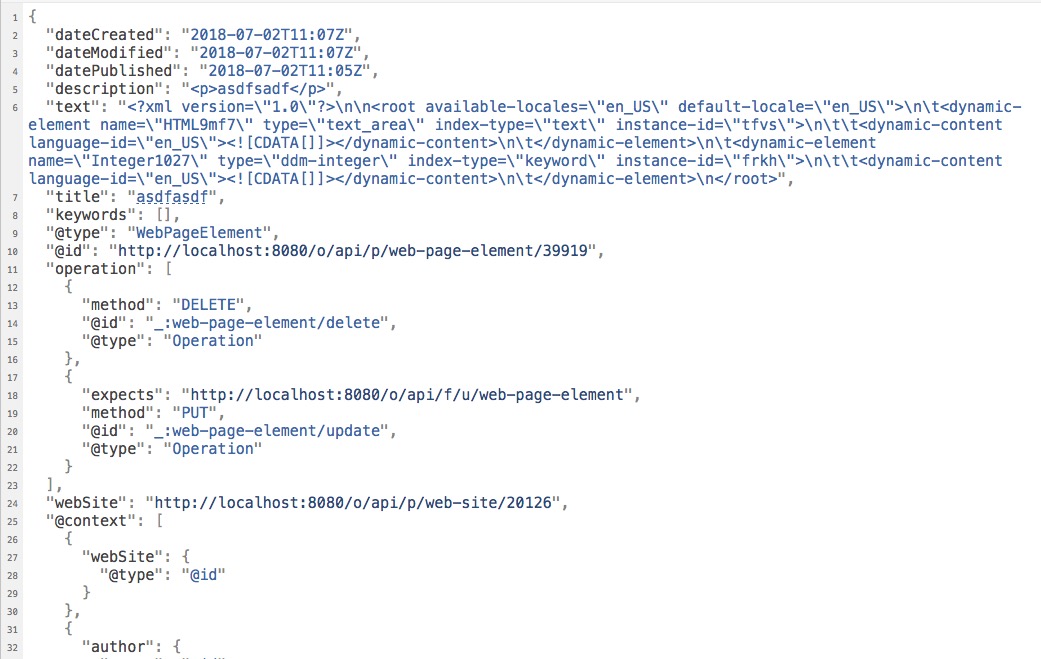 1 {
2 "dateCreated": "2018-07-02T11:07Z",
3 "dateModified": "2018-07-02T11:07Z",
4 "datePublished": "2018-07-02T11:05Z",
5 "description": "<p>asdfsadf</p>",
6 "text": "<?xml version=\"1.0\"?>\n\n<root available-locales=\"en_US\" default-locale=\"en_US\">\n\t<dynamic-
element name=\"HTML9mf7\" type=\"text_area\" index-type=\"text\" instance-id=\"tfvs\">\n\t\t<dynamic-content
language-id=\"en_US\"><![CDATA[]]></dynamic-content>\n\t</dynamic-element>\n\t<dynamic-element
name=\"Integer1027\" type=\"ddm-integer\" index-type=\"keyword\" instance-id=\"frkh\">\n\t\t<dynamic-content
language-id=\"en_US\"><![CDATA[]]></dynamic-content>\n\t</dynamic-element>\n</root>",
7 "title": "asdfasdf",
8 "keywords": [],
9 "@type": "WebPageElement",
10 "@id": "http://localhost:8080/o/api/p/web-page-element/39919",
11 "operation": [
12 {
13 "method": "DELETE",
14 "@id": "_:web-page-element/delete",
15 "@type": "Operation"
16 },
17 {
18 "expects": "http://localhost:8080/o/api/f/u/web-page-element",
19 "method": "PUT",
20 "@id": "_:web-page-element/update",
21 "@type": "Operation"
22 }
23 ],
24 "webSite": "http://localhost:8080/o/api/p/web-site/20126",
25 "@context": [
26 {
27 "webSite": {
28 "@type": "@id"
29 }
30 },
31 {
32 "author": {